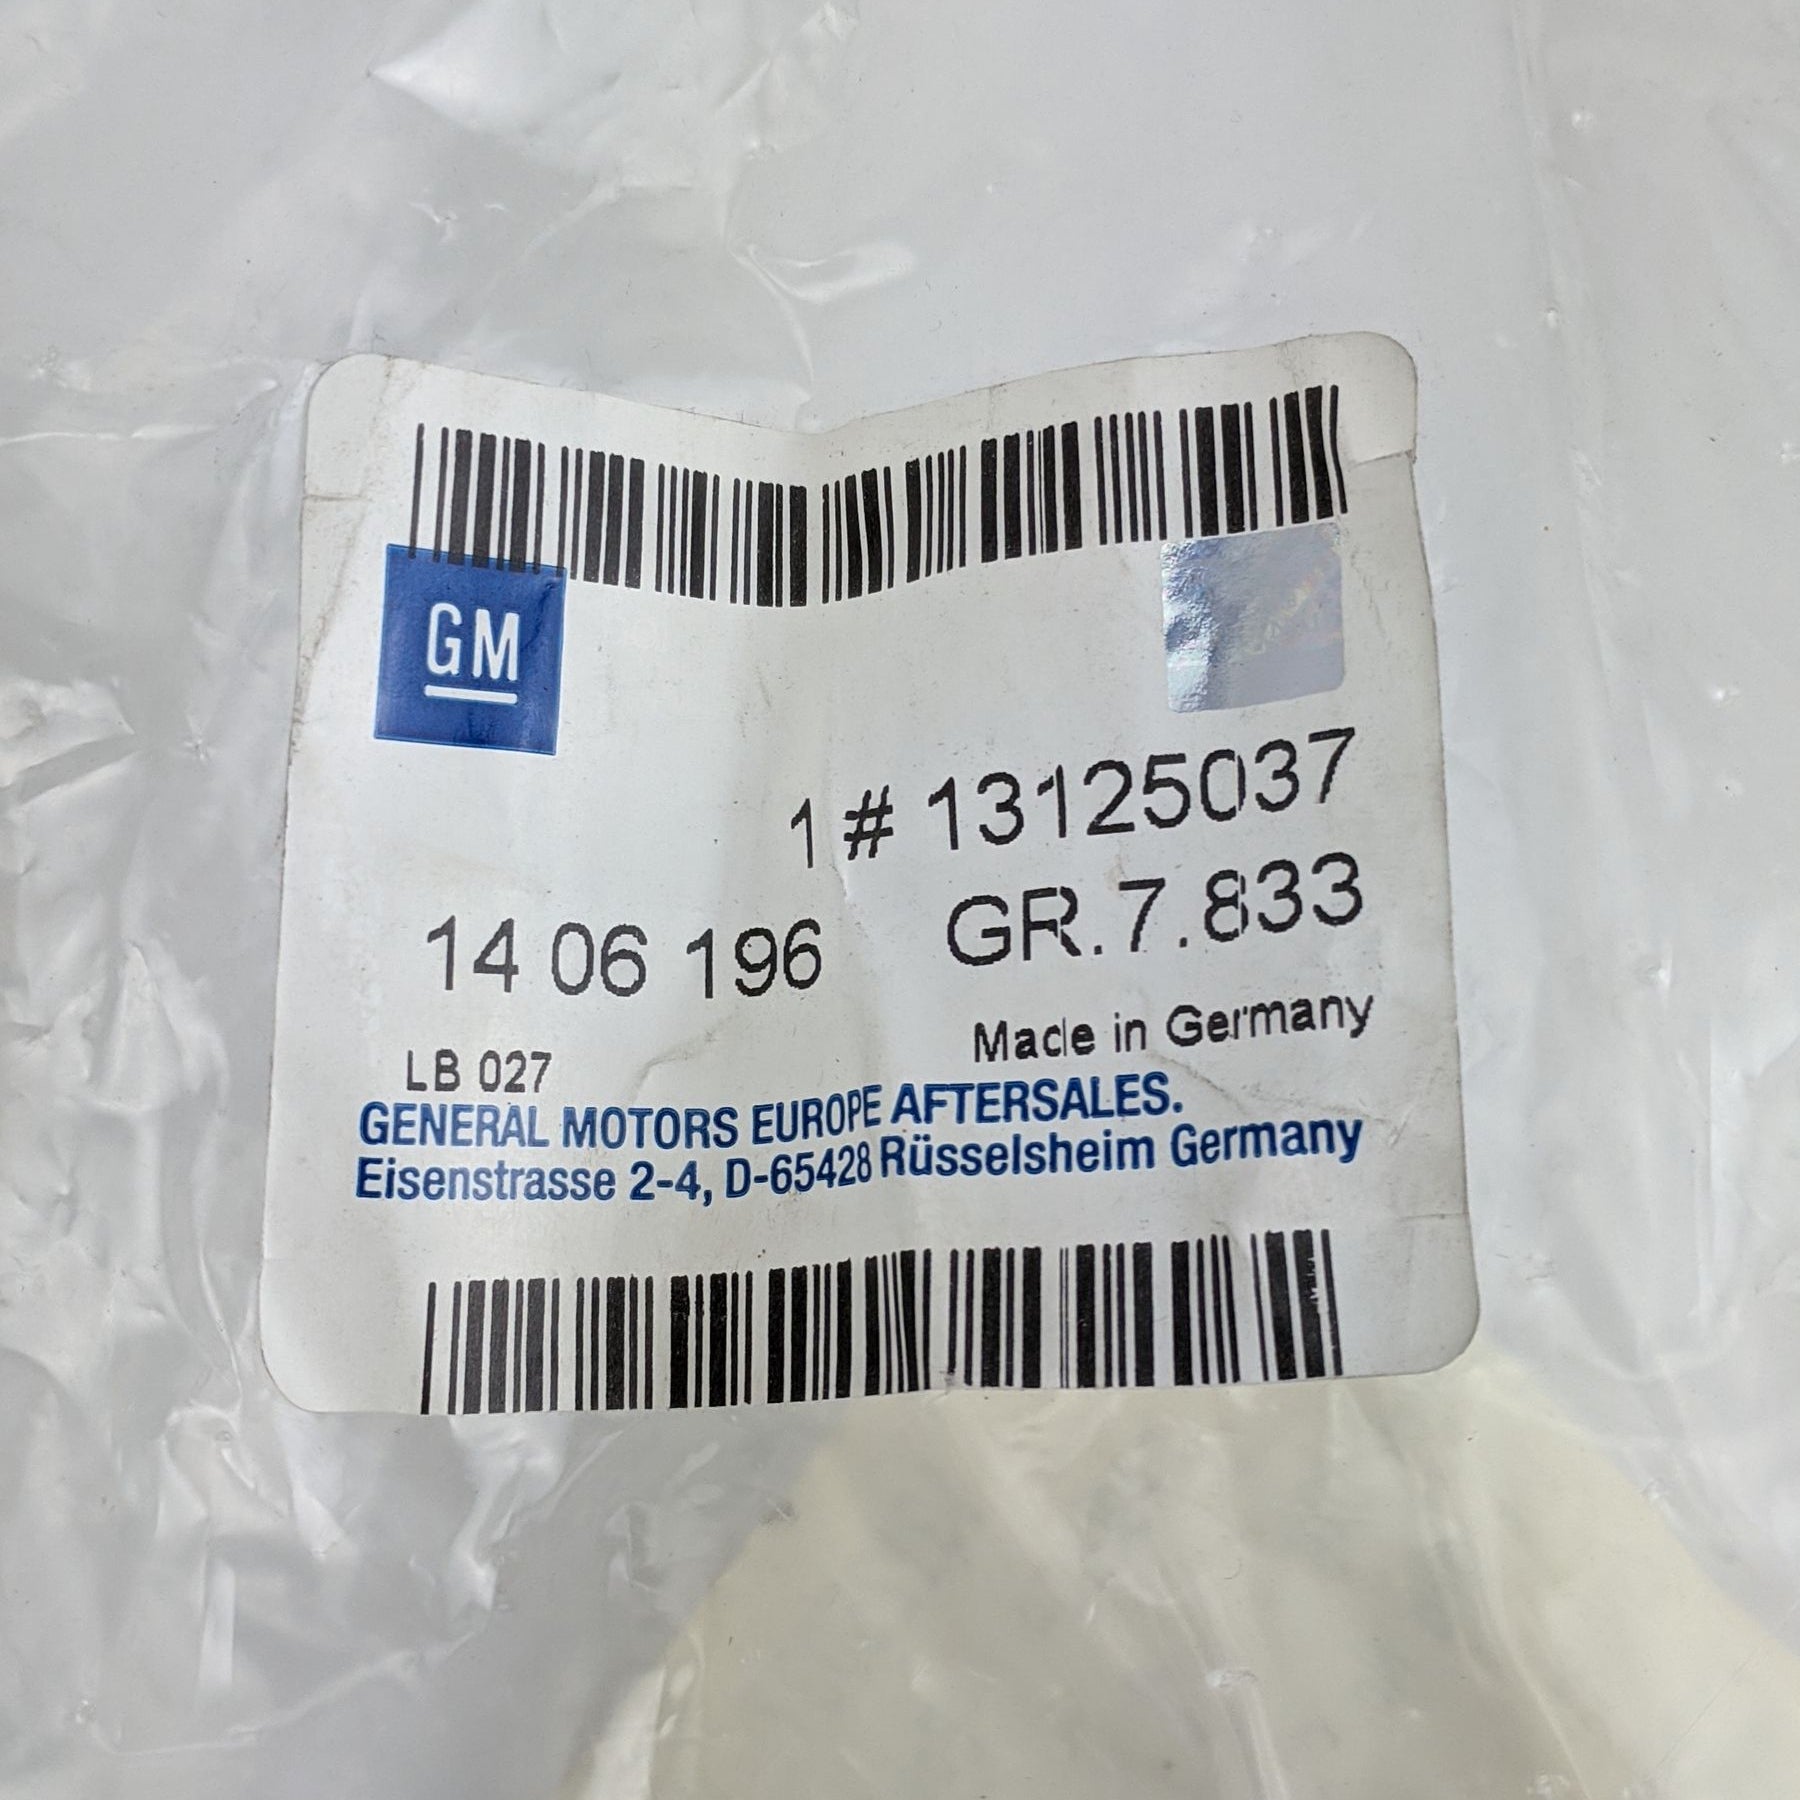 GM
1 # 13125037
14 06 196 GR.7.833
LB 027 Made in Germany
GENERAL MOTORS EUROPE AFTERSALES.
Eisenstrasse 2-4, D-65428 Rüsselsheim Germany